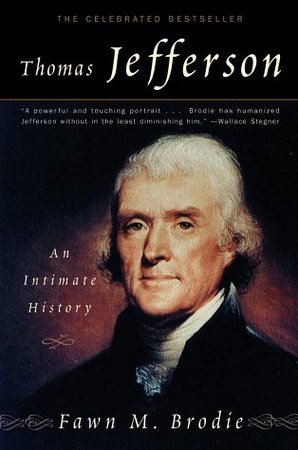 THE CELEBRATED BESTSELLER
Thomas Jefferson
"A powerful and touching portrait . . . Brodie has humanized
Jefferson without in the least diminishing him." —Wallace Stegner
An
Intimate
History
Fawn M. Brodie